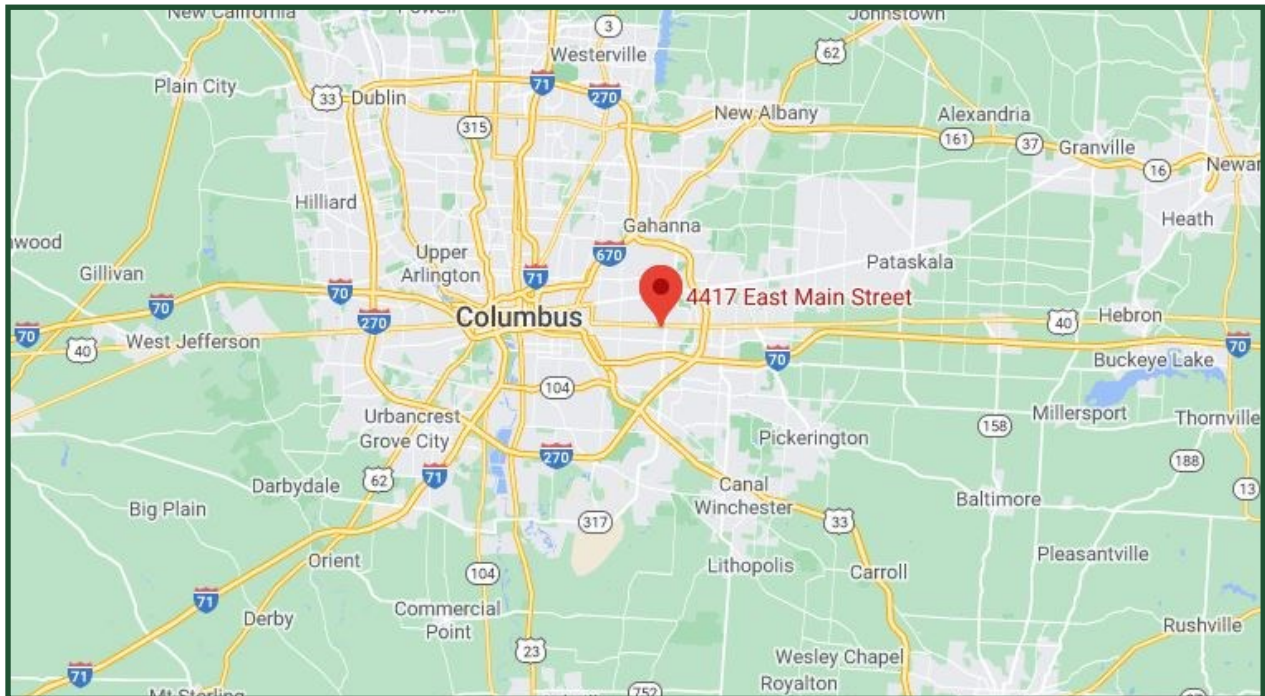 New California
Powell
3
Johnstown
Westerville
62
71
Plain City
270
33
Dublin
New Albany
315
Alexandria
161
37
Granville
16
Newar
Hilliard
Heath
Gahanna
nwood
Upper
Arlington
670
Pataskala
Gillivan
71
70
4417 East Main Street
70
270
Columbus
40
Hebron
70
40
West Jefferson
70
70
Buckeye Lake
104
Urbancrest
Grove City
Millersport
Thornville
158
Pickerington
270
188
71
62
Darbydale
Canal
Winchester
Baltimore
13
Big Plain
317
33
Orient
Lithopolis
Carroll
Pleasantville
104
71
Derby
Commercial
Point
Rushville
23
Wesley Chapel
71
Royalton
Mt Sterling
752